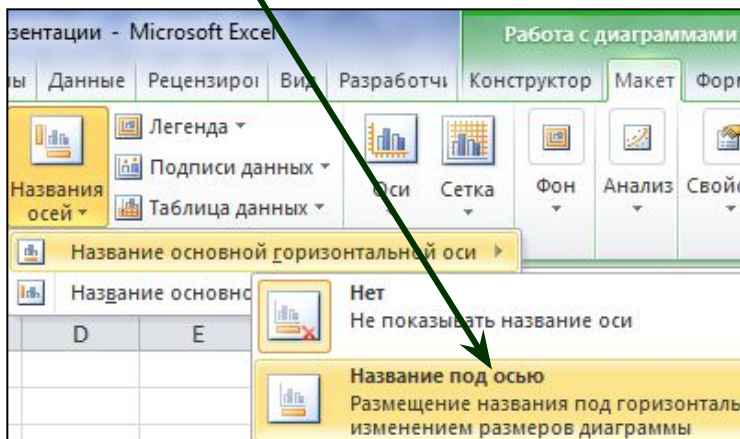 зентации - Microsoft Excel Работа с диаграммами
Данные Рецензиро Вид Разработч Конструктор Макет Фор
Легенда
Подписи данных
Таблица данных
Названия осей
Оси Сетка Фон Анализ Свой
Название основной горизонтальной оси
Название основно
Нет
Не показывать название оси
D E
Название под осью
Размещение названия под горизонталь
изменением размеров диаграммы